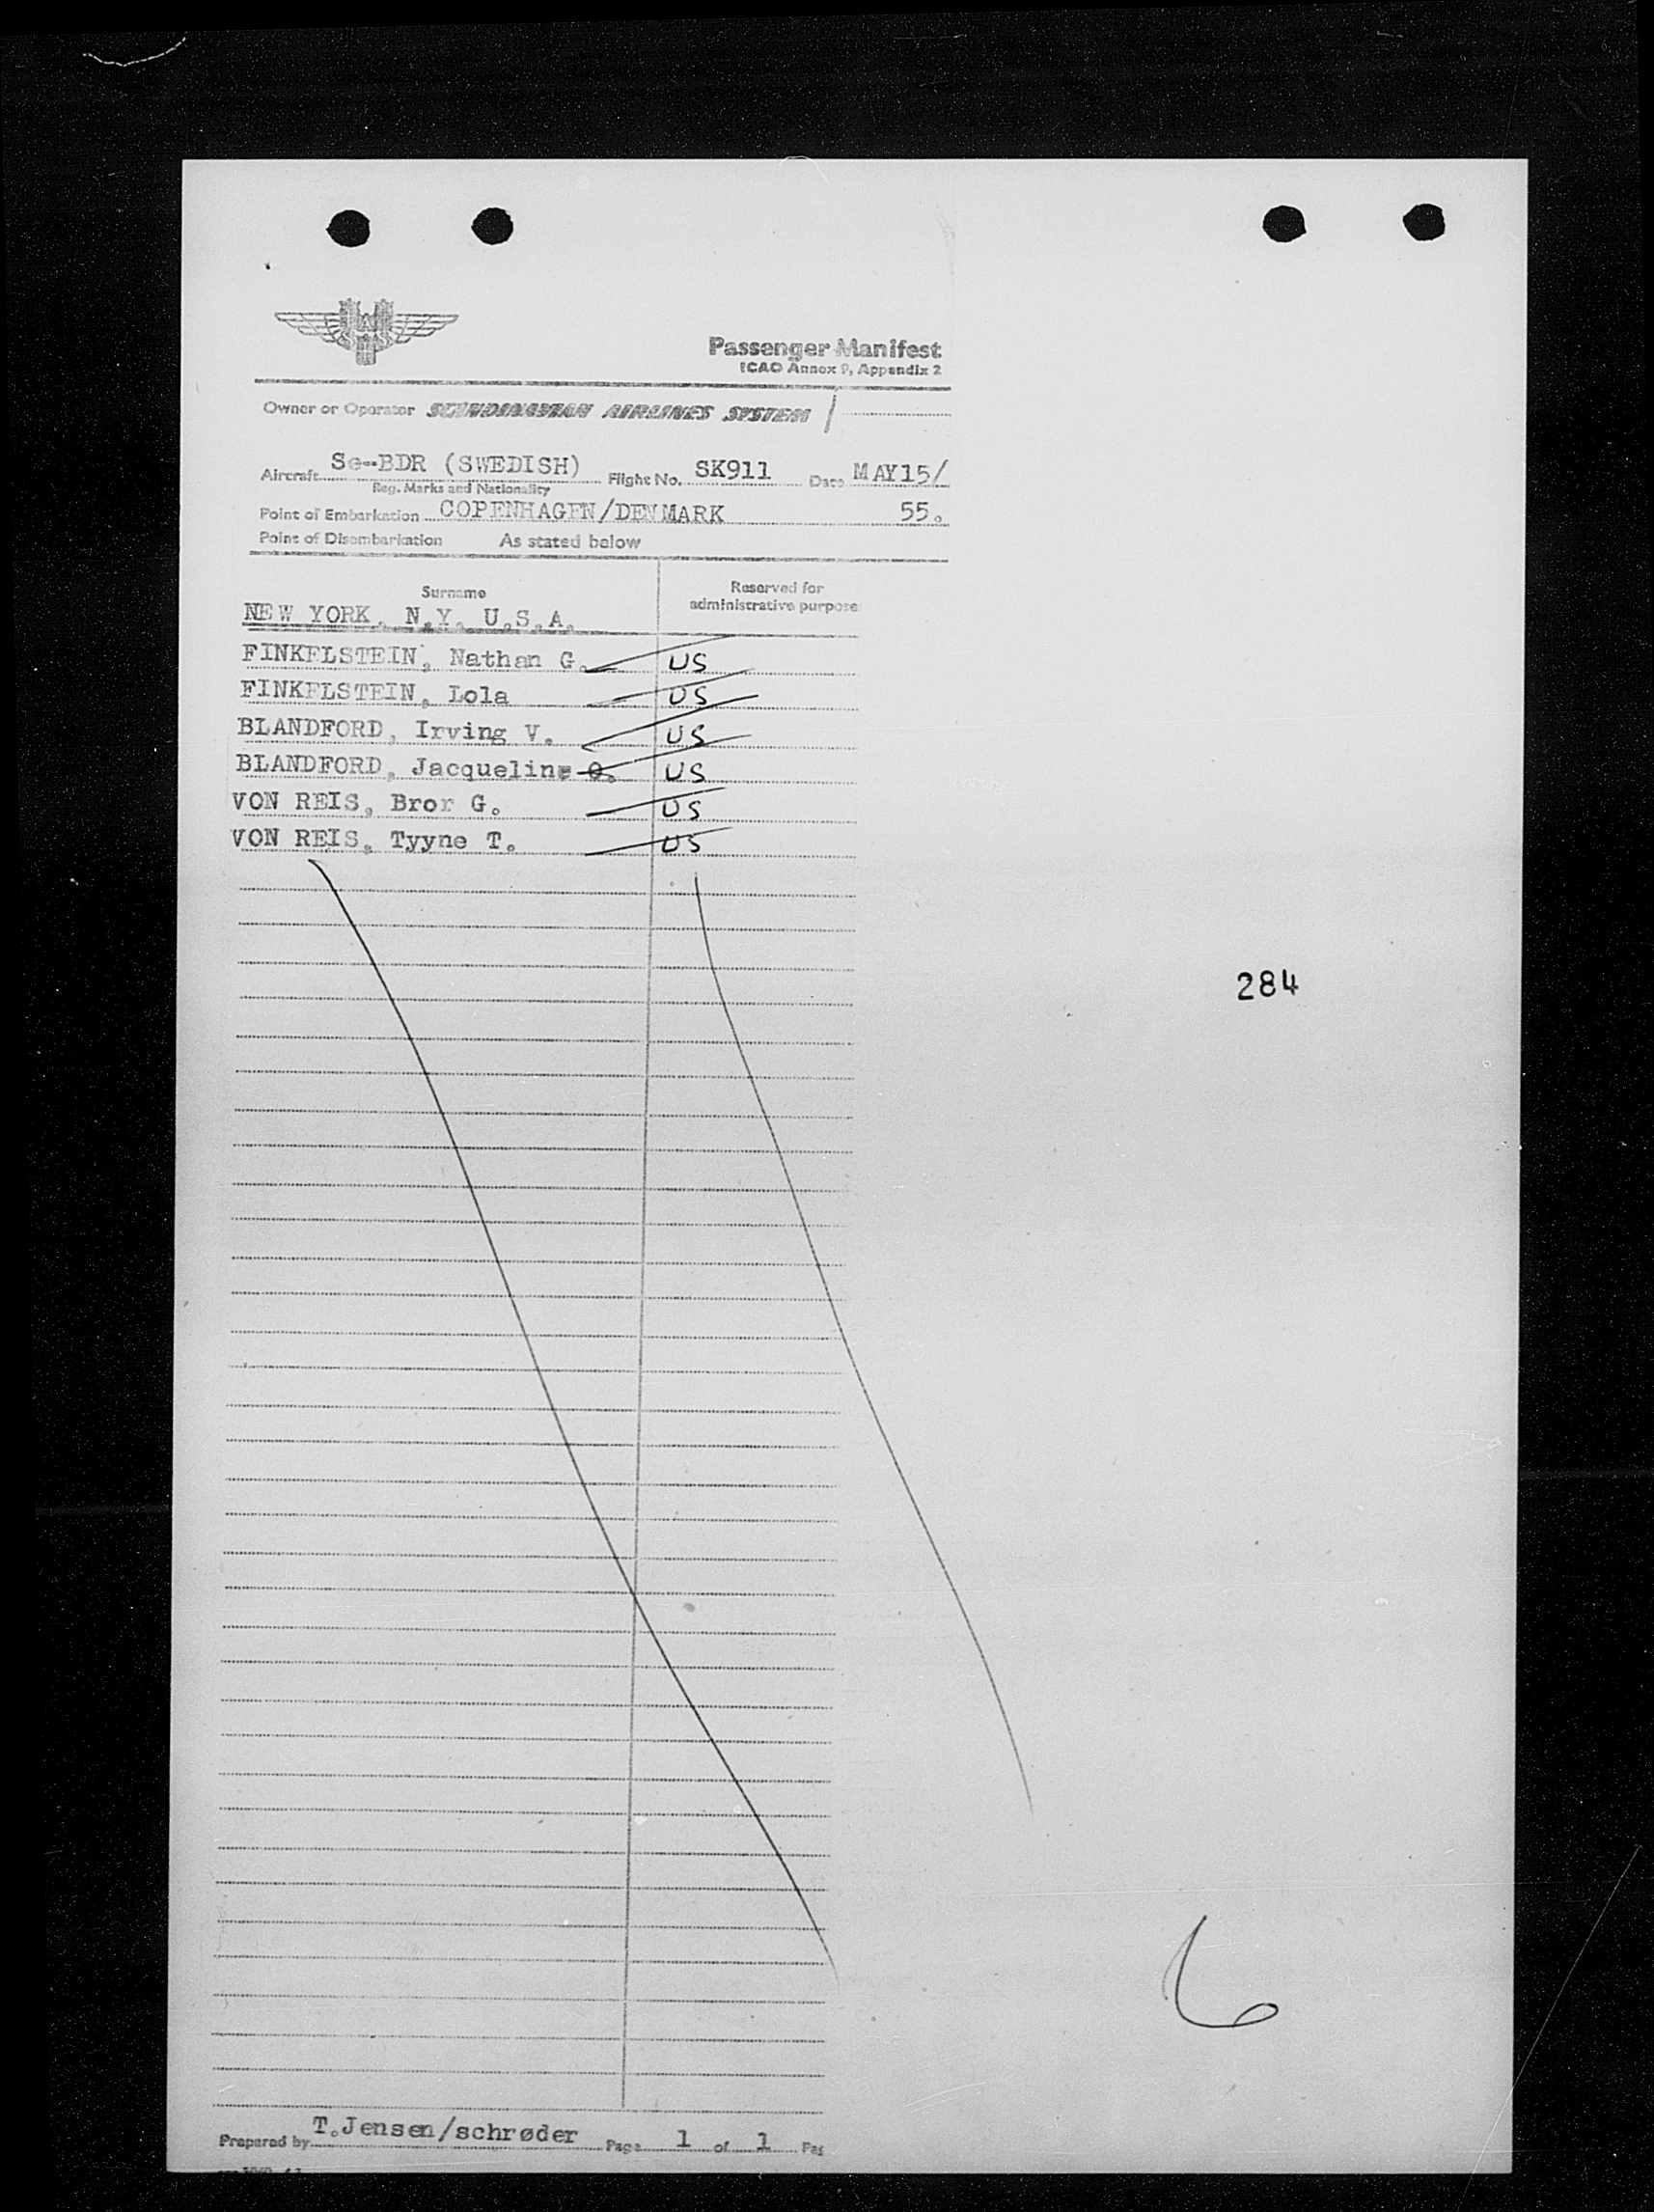 Passenger Manifest
ICAO Annex 9, Appendix 2
Owner or Operator SCANDINAVIAN AIRLINES SYSTEM
Aircraft Se-BDR (SWEDISH) Flight No. SK911 Date MAY15/
Reg. Marks and Nationality
Point of Embarkation COPENHAGEN/DENMARK 55.
Point of Disembarkation As stated below
Surname Reserved for
administrative purpose
NEW YORK, N.Y. U.S.A.
FINKELSTEIN, Nathan G. US
FINKELSTEIN, Lola US
BLANDFORD, Irving V. US
BLANDFORD, Jacqueline O. US
VON REIS, Bror G. US
VON REIS, Tyyne T. US
284
6
Prepared by T.Jensen/schrøder Page 1 of 1 Pag